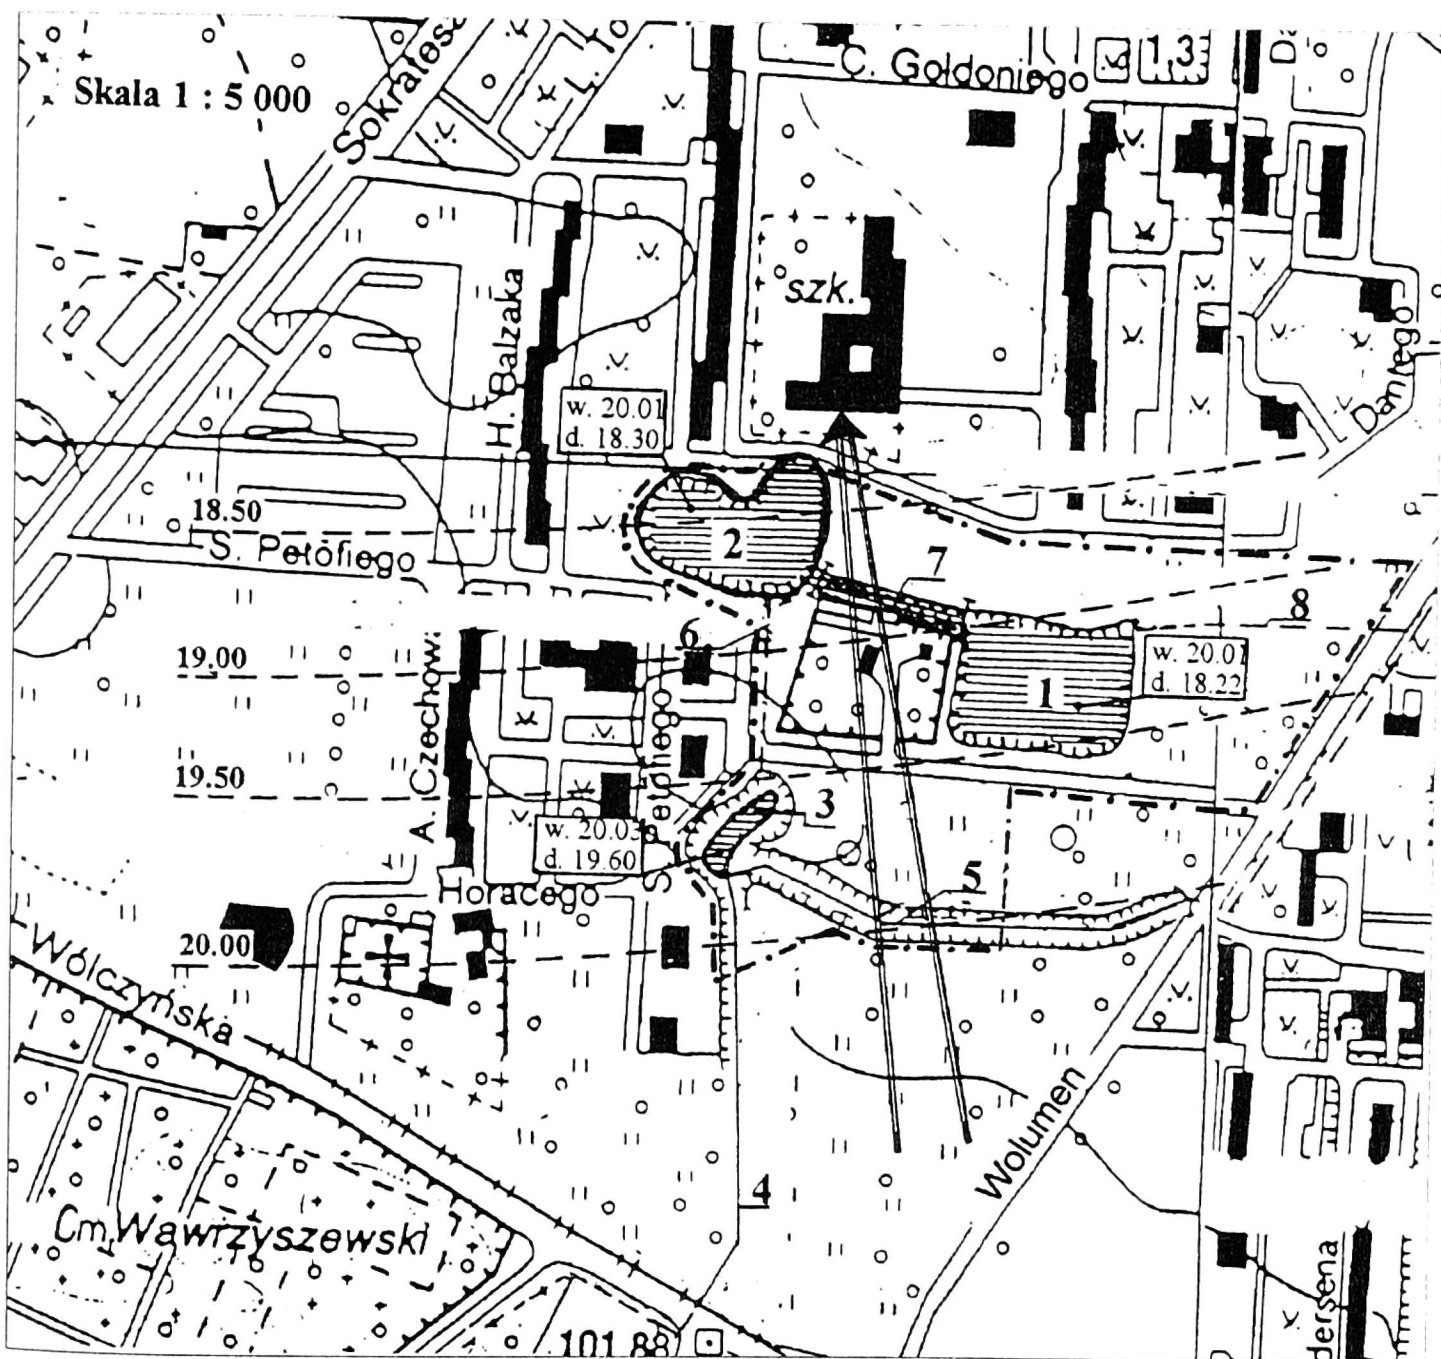 Skala 1 : 5 000
Sokratesa
C. Goldoniego
1,3
szk.
H. Balzaka
Dantego
w. 20.01
d. 18.30
18.50
S. Petöfiego
2
7
8
6
19.00
w. 20.01
d. 18.22
1
A. Czechowa
19.50
3
w. 20.03
d. 19.60
Horacego
5
20.00
Wólczyńska
Wolumen
4
Cm. Wawrzyszewski
101.88
dersena